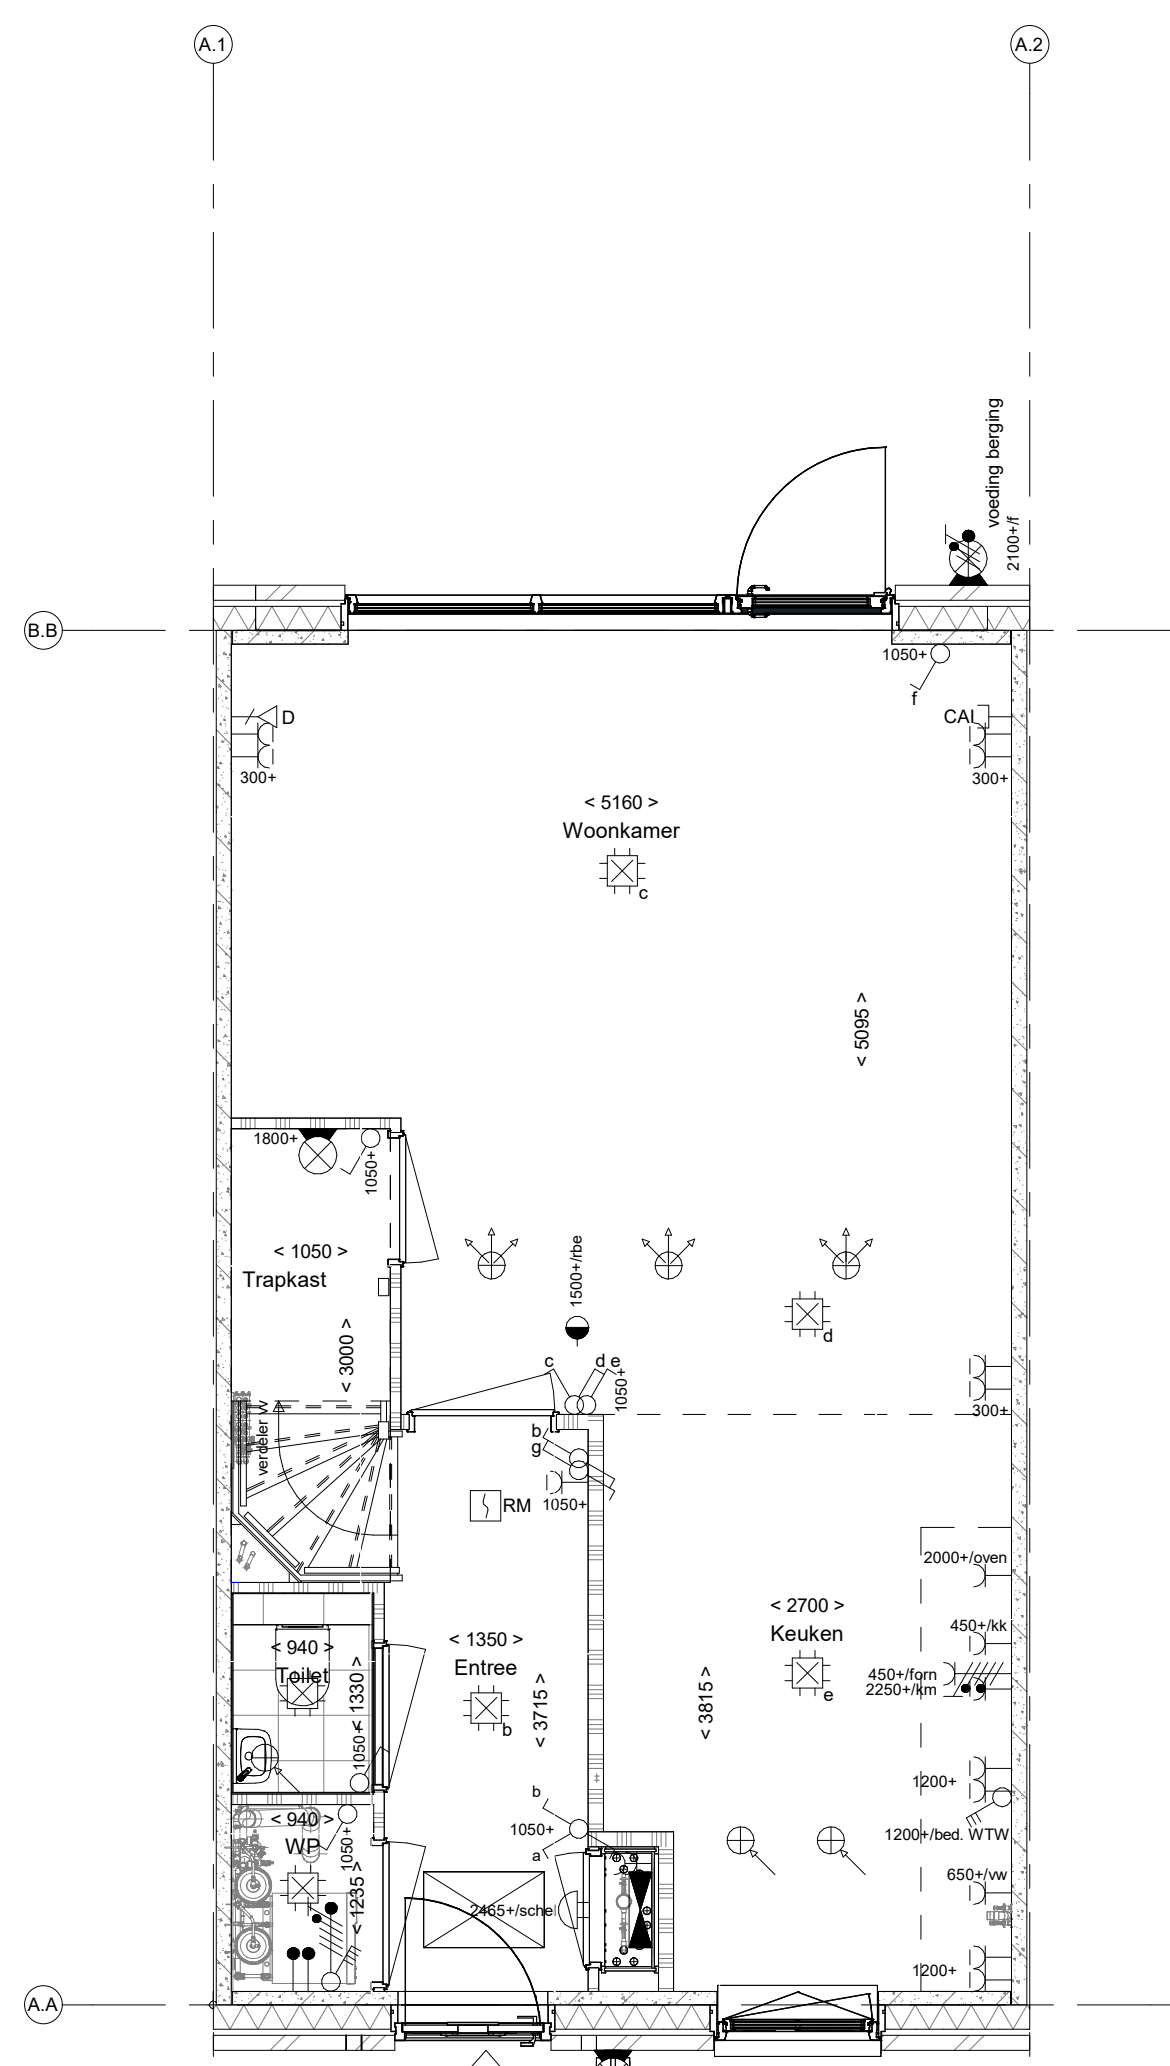 A.1
A.2
voeding berging
2100+/f
B.B
1050+
f
D
300+
CAI
300+
< 5160 >
Woonkamer
c
< 5095 >
1800+
1050+
< 1050 >
Trapkast
< 3000 >
1500+/rbe
d
c
d e
1050+
300+
verdeler VV
b
g
1050+
RM
2000+/oven
450+/kk
450+/forn
2250+/km
< 2700 >
Keuken
e
< 3815 >
< 1350 >
Entree
b
< 3715 >
< 940 >
Toilet
< 1330 >
1050+
1200+
1200+/bed. WTW
b
1050+
a
< 940 >
WP
1050+
< 1235 >
2465+/schel
650+/vw
1200+
A.A